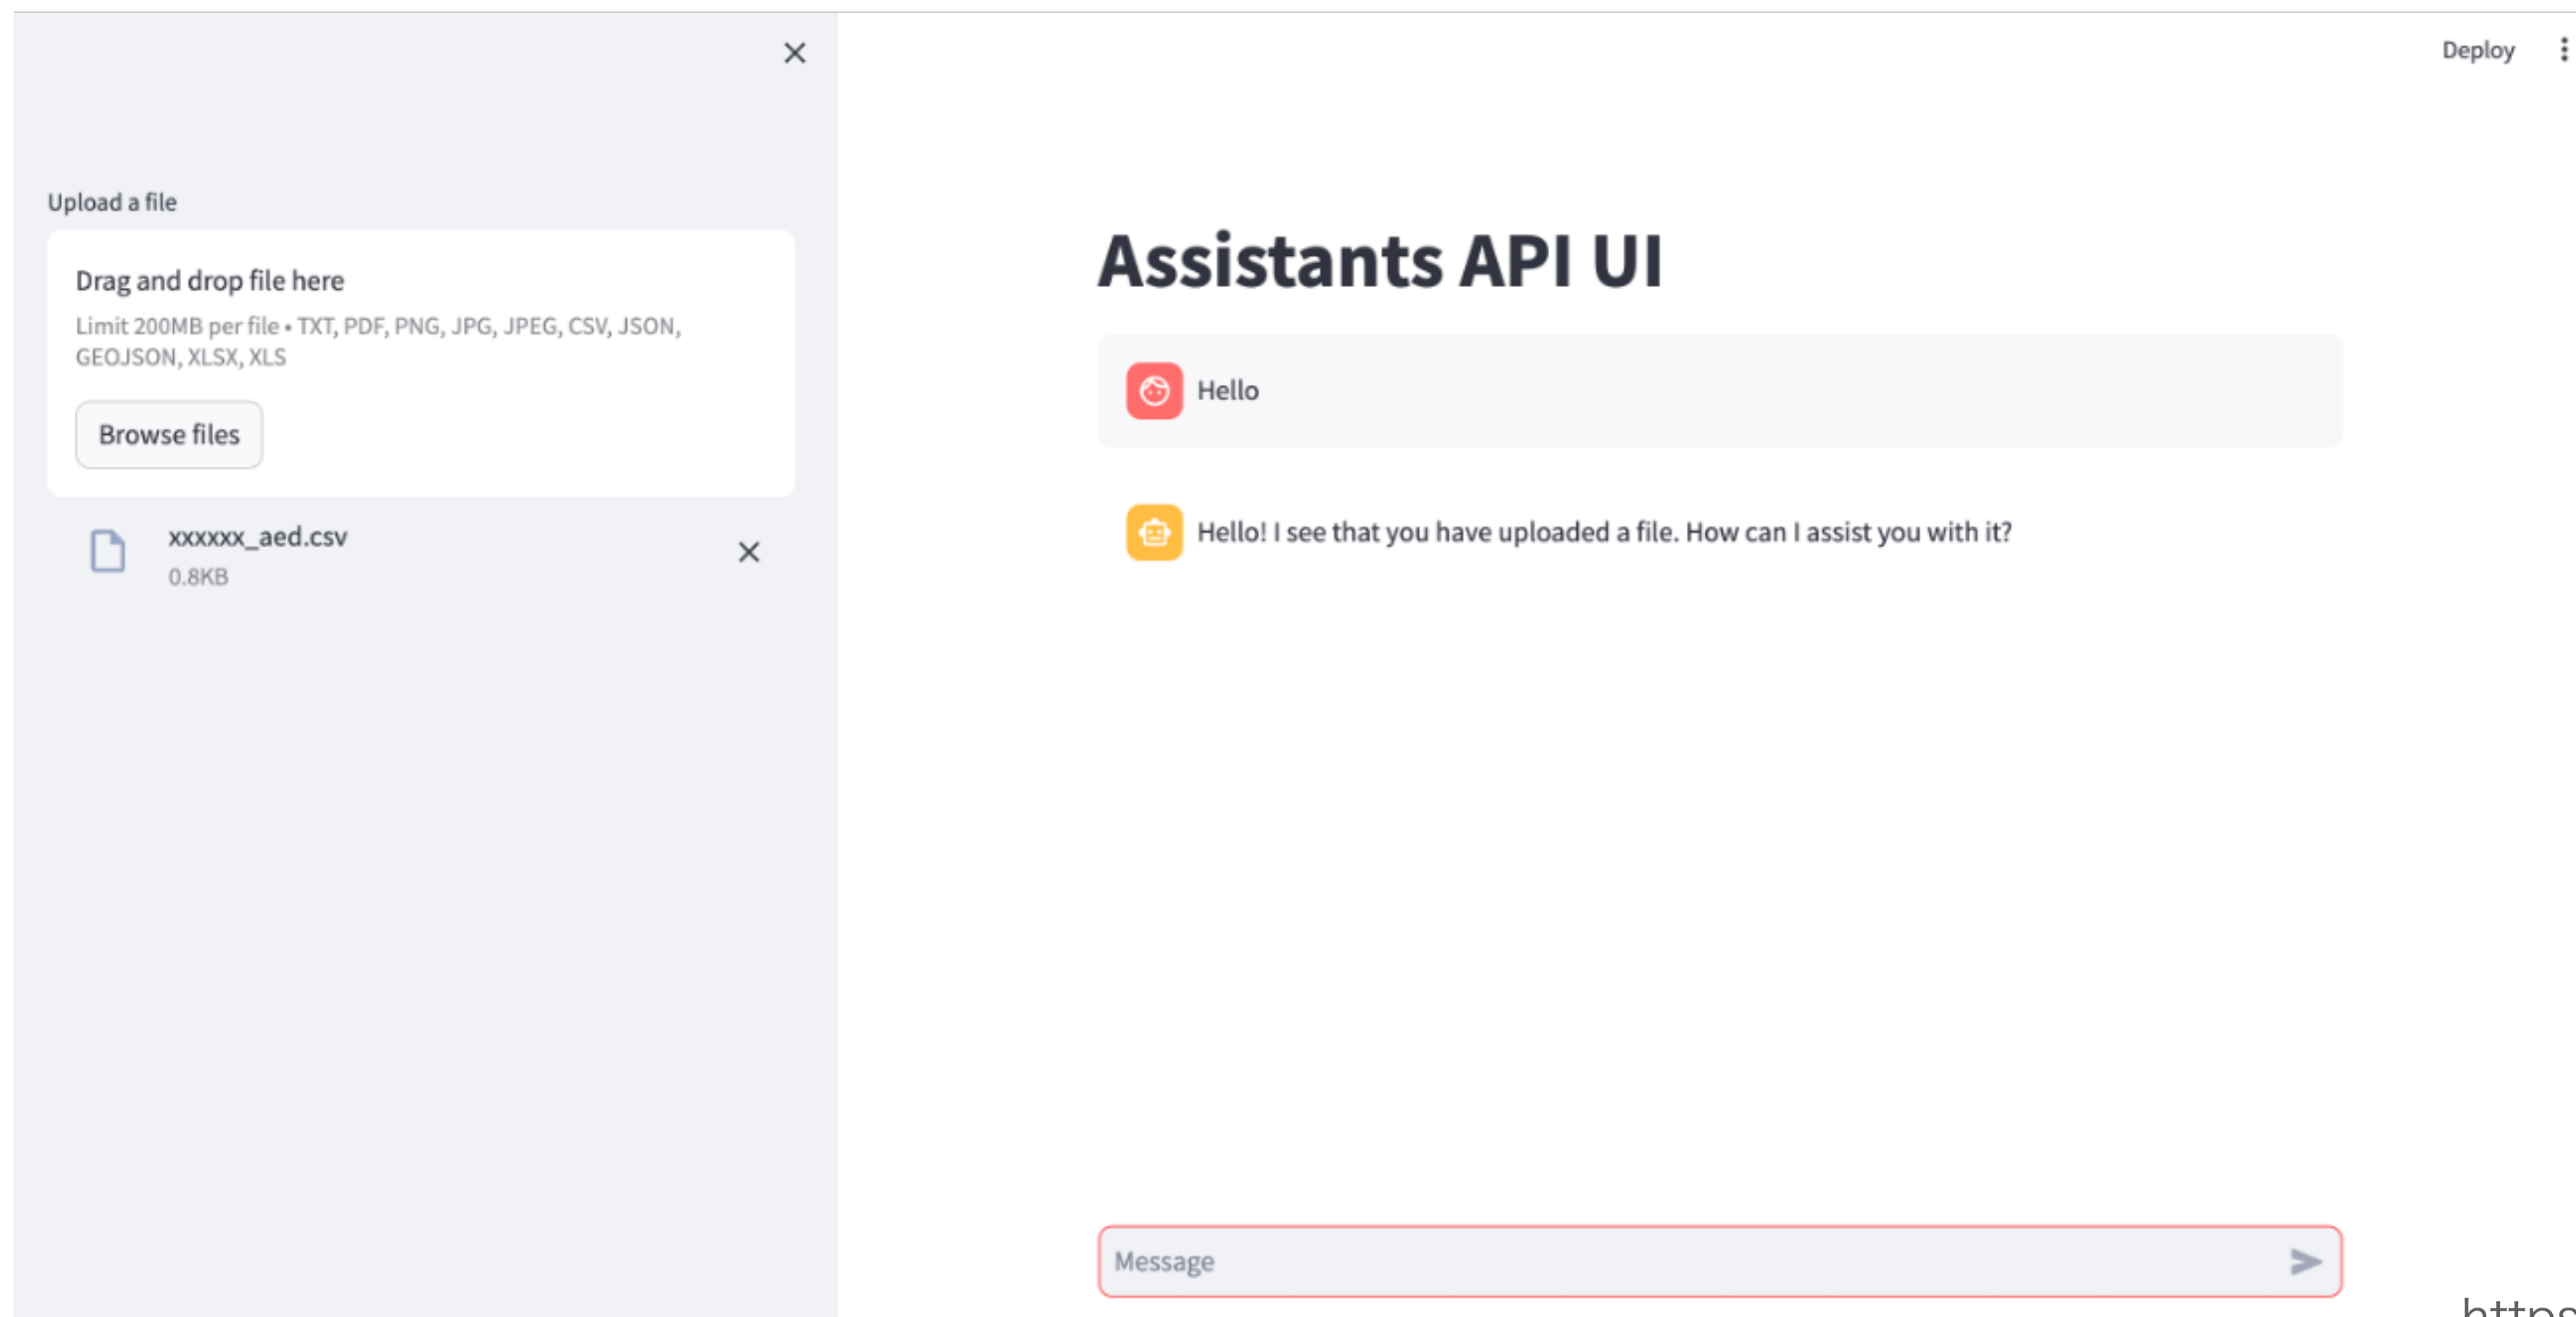 Deploy
Upload a file
Drag and drop file here
Limit 200MB per file • TXT, PDF, PNG, JPG, JPEG, CSV, JSON,
GEOJSON, XLSX, XLS
Browse files
xxxxxx_aed.csv
0.8KB
Assistants API UI
Hello
Hello! I see that you have uploaded a file. How can I assist you with it?
Message
https